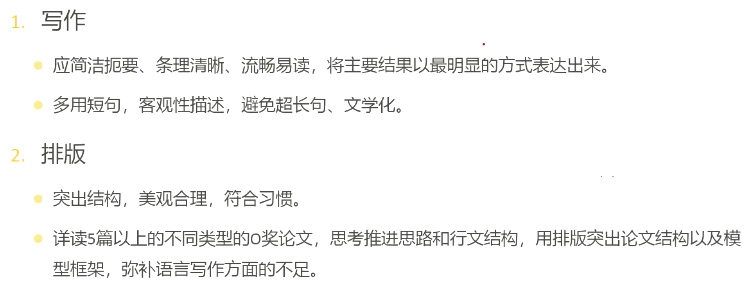 1. 写作
应简洁扼要、条理清晰、流畅易读，将主要结果以最明显的方式表达出来。
多用短句，客观性描述，避免超长句、文学化。
2. 排版
突出结构，美观合理，符合习惯。
详读5篇以上的不同类型的O奖论文，思考推进思路和行文结构，用排版突出论文结构以及模
型框架，弥补语言写作方面的不足。